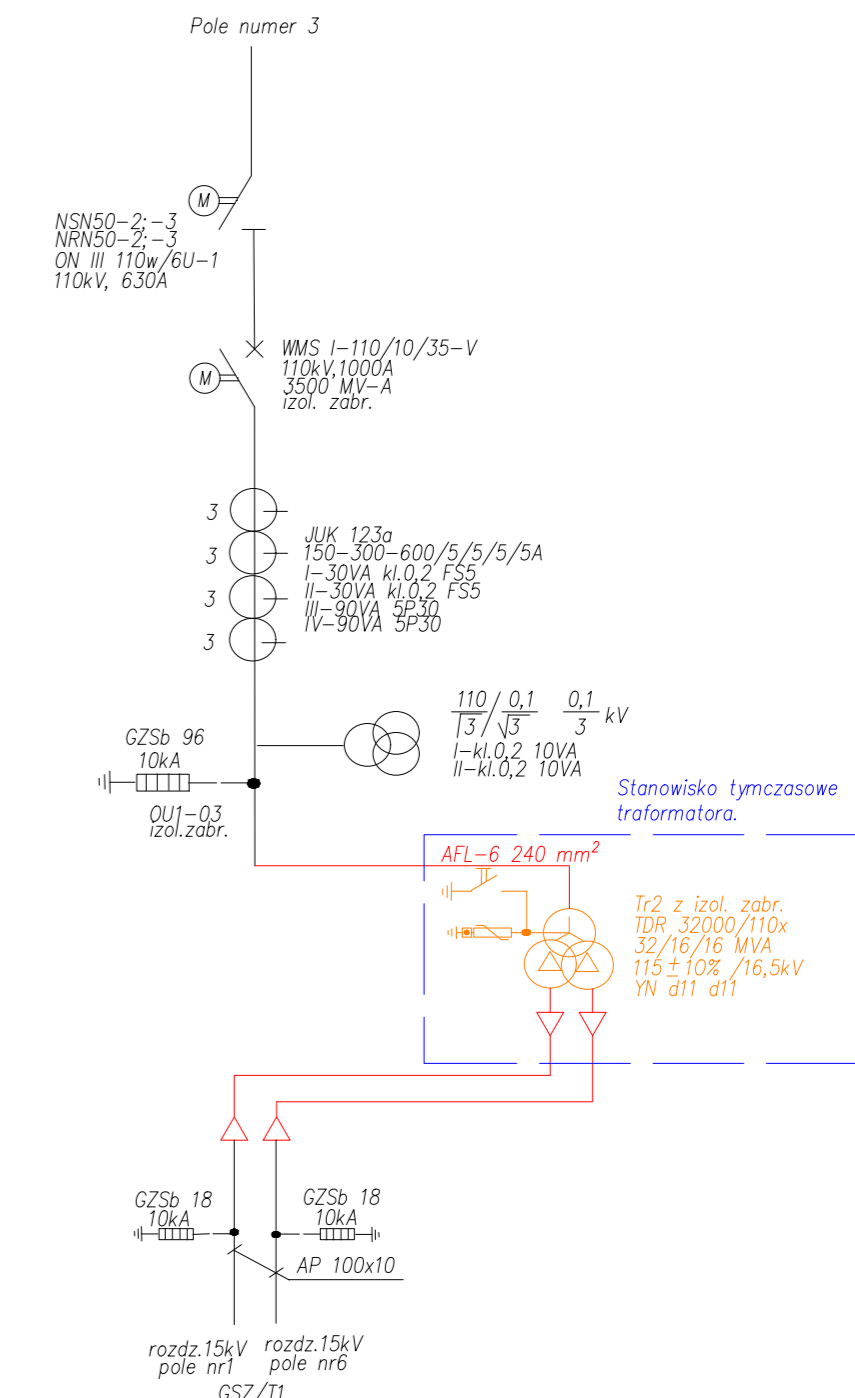 Pole numer 3
M
NSN50-2;-3
NRN50-2;-3
ON III 110w/6U-1
110kV, 630A
WMS I-110/10/35-V
110kV,1000A
3500 MV-A
izol. zabr.
M
3
3
3
3
JUK 123a
150-300-600/5/5/5/5A
I-30VA kl.0,2 FS5
II-30VA kl.0,2 FS5
III-90VA 5P30
IV-90VA 5P30
110/√3 / 0,1/√3 0,1/3 kV
I-kl.0,2 10VA
II-kl.0,2 10VA
GZSb 96
10kA
OU1-03
izol.zabr.
Stanowisko tymczasowe
traformatora.
AFL-6 240 mm²
Tr2 z izol. zabr.
TDR 32000/110x
32/16/16 MVA
115±10% /16,5kV
YN d11 d11
GZSb 18
10kA
GZSb 18
10kA
AP 100x10
rozdz.15kV
pole nr1
rozdz.15kV
pole nr6
GSZ/T1